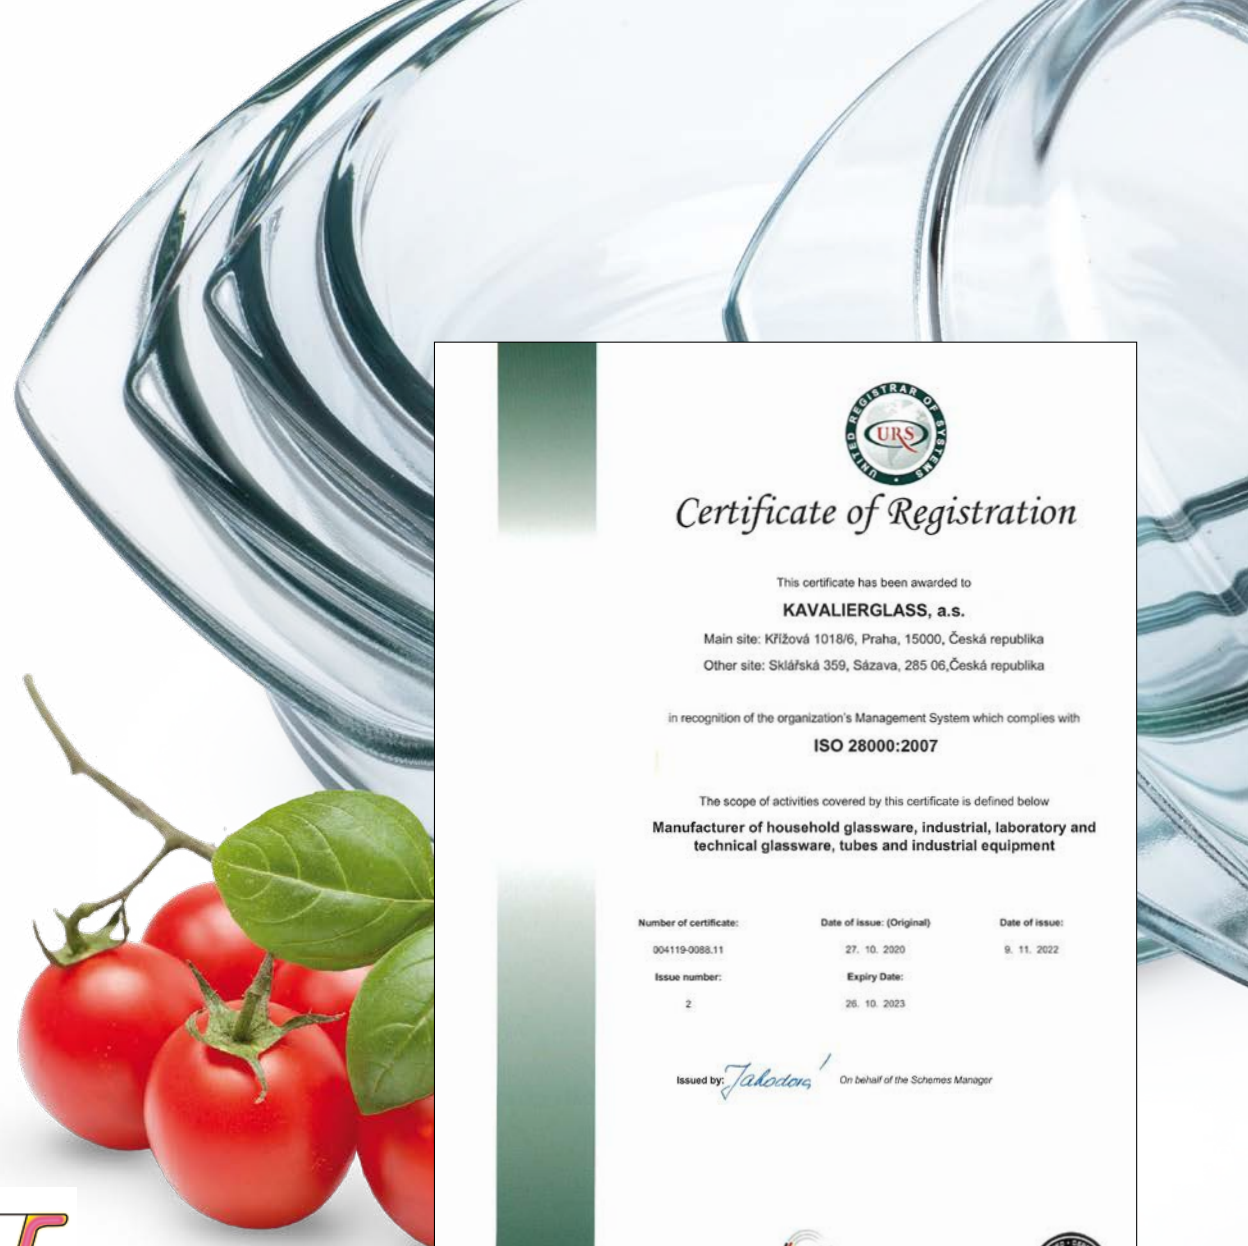 UNITED REGISTRAR OF SYSTEMS
URS
Certificate of Registration
This certificate has been awarded to
KAVALIERGLASS, a.s.
Main site: Křížová 1018/6, Praha, 15000, Česká republika
Other site: Sklářská 359, Sázava, 285 06,Česká republika
in recognition of the organization's Management System which complies with
ISO 28000:2007
The scope of activities covered by this certificate is defined below
Manufacturer of household glassware, industrial, laboratory and
technical glassware, tubes and industrial equipment
Number of certificate: Date of issue: (Original) Date of issue:
004119-0088.11 27. 10. 2020 9. 11. 2022
Issue number: Expiry Date:
2 26. 10. 2023
Issued by: On behalf of the Schemes Manager